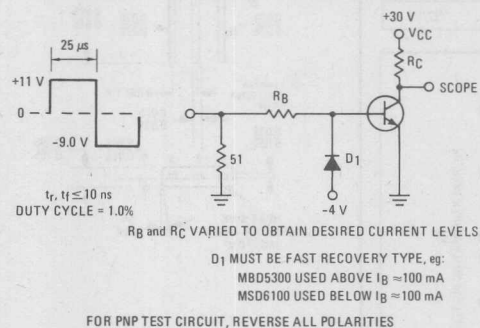 +30 V
VCC
RC
SCOPE
25 µs
+11 V
0
-9.0 V
RB
51
D1
-4 V
tr, tf ≤ 10 ns
DUTY CYCLE = 1.0%
RB and RC VARIED TO OBTAIN DESIRED CURRENT LEVELS
D1 MUST BE FAST RECOVERY TYPE, eg:
MBD5300 USED ABOVE IB ≈ 100 mA
MSD6100 USED BELOW IB ≈ 100 mA
FOR PNP TEST CIRCUIT, REVERSE ALL POLARITIES